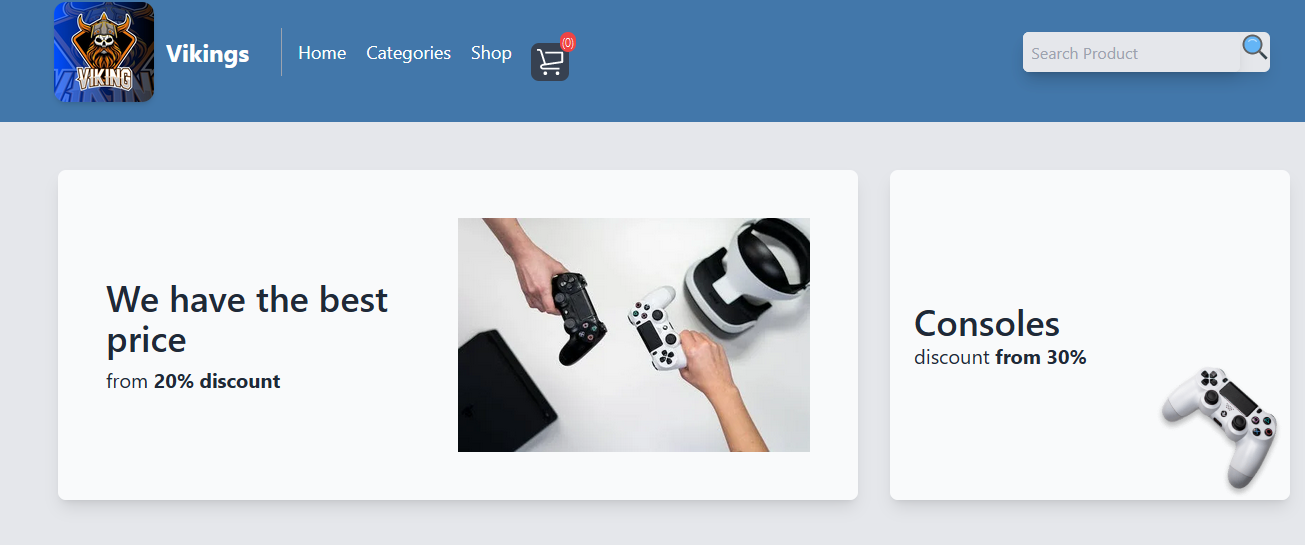 VIKING
Vikings
Home
Categories
Shop
(0)
Search Product
We have the best
price
from 20% discount
Consoles
discount from 30%